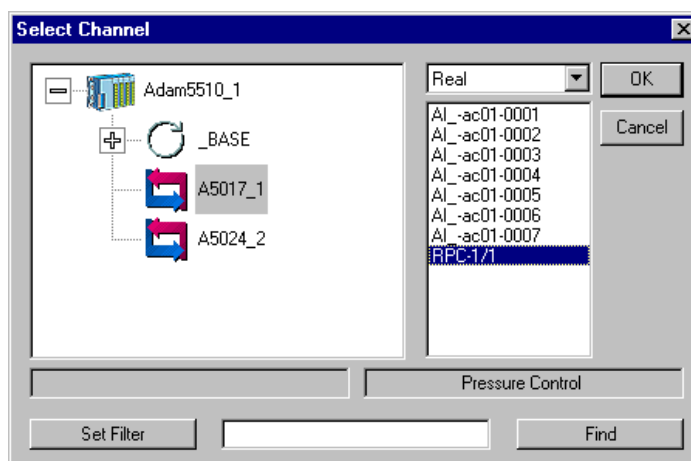 Select Channel
Adam5510_1
_BASE
A5017_1
A5024_2
Real
OK
Cancel
AI_-ac01-0001
AI_-ac01-0002
AI_-ac01-0003
AI_-ac01-0004
AI_-ac01-0005
AI_-ac01-0006
AI_-ac01-0007
RPC-1/1
Pressure Control
Set Filter
Find